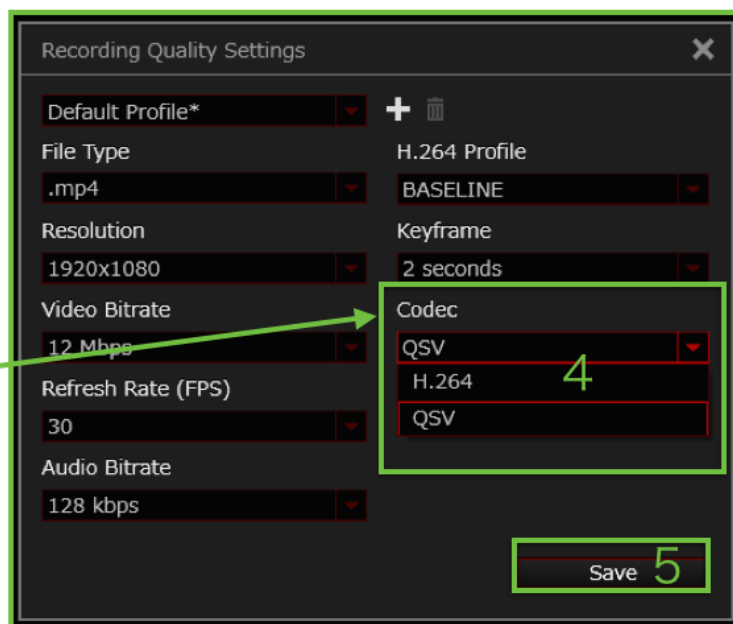 Recording Quality Settings
Default Profile*
File Type
H.264 Profile
.mp4
BASELINE
Resolution
Keyframe
1920x1080
2 seconds
Video Bitrate
Codec
12 Mbps
QSV
4
H.264
Refresh Rate (FPS)
QSV
30
Audio Bitrate
128 kbps
Save 5